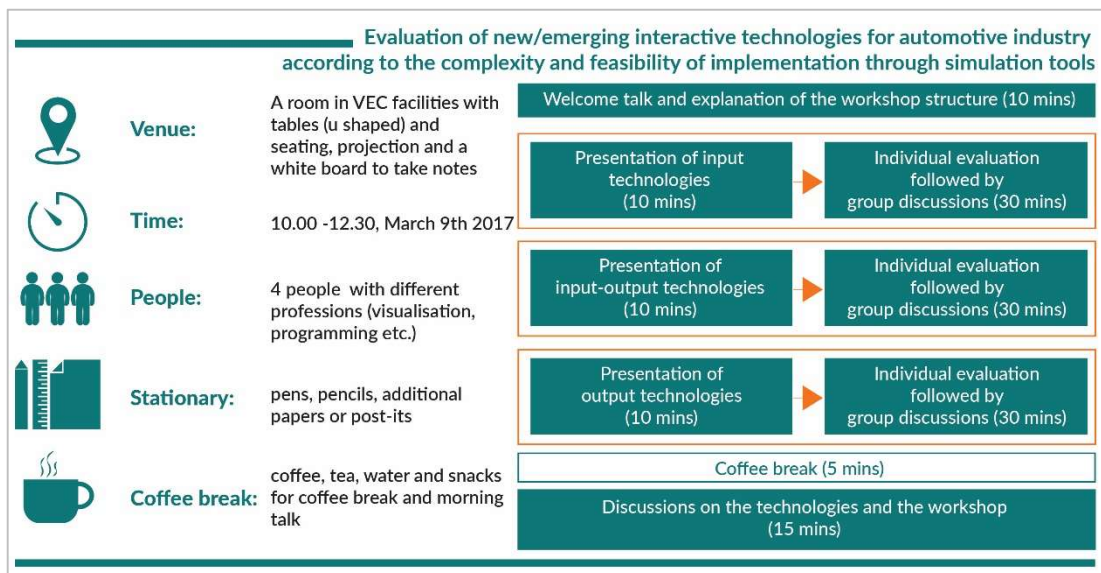 Evaluation of new/emerging interactive technologies for automotive industry
according to the complexity and feasibility of implementation through simulation tools
Venue:
A room in VEC facilities with
tables (u shaped) and
seating, projection and a
white board to take notes
Time:
10.00 -12.30, March 9th 2017
People:
4 people with different
professions (visualisation,
programming etc.)
Stationary:
pens, pencils, additional
papers or post-its
Coffee break:
coffee, tea, water and snacks
for coffee break and morning
talk
Welcome talk and explanation of the workshop structure (10 mins)
Presentation of input
technologies
(10 mins)
Individual evaluation
followed by
group discussions (30 mins)
Presentation of
input-output technologies
(10 mins)
Individual evaluation
followed by
group discussions (30 mins)
Presentation of
output technologies
(10 mins)
Individual evaluation
followed by
group discussions (30 mins)
Coffee break (5 mins)
Discussions on the technologies and the workshop
(15 mins)